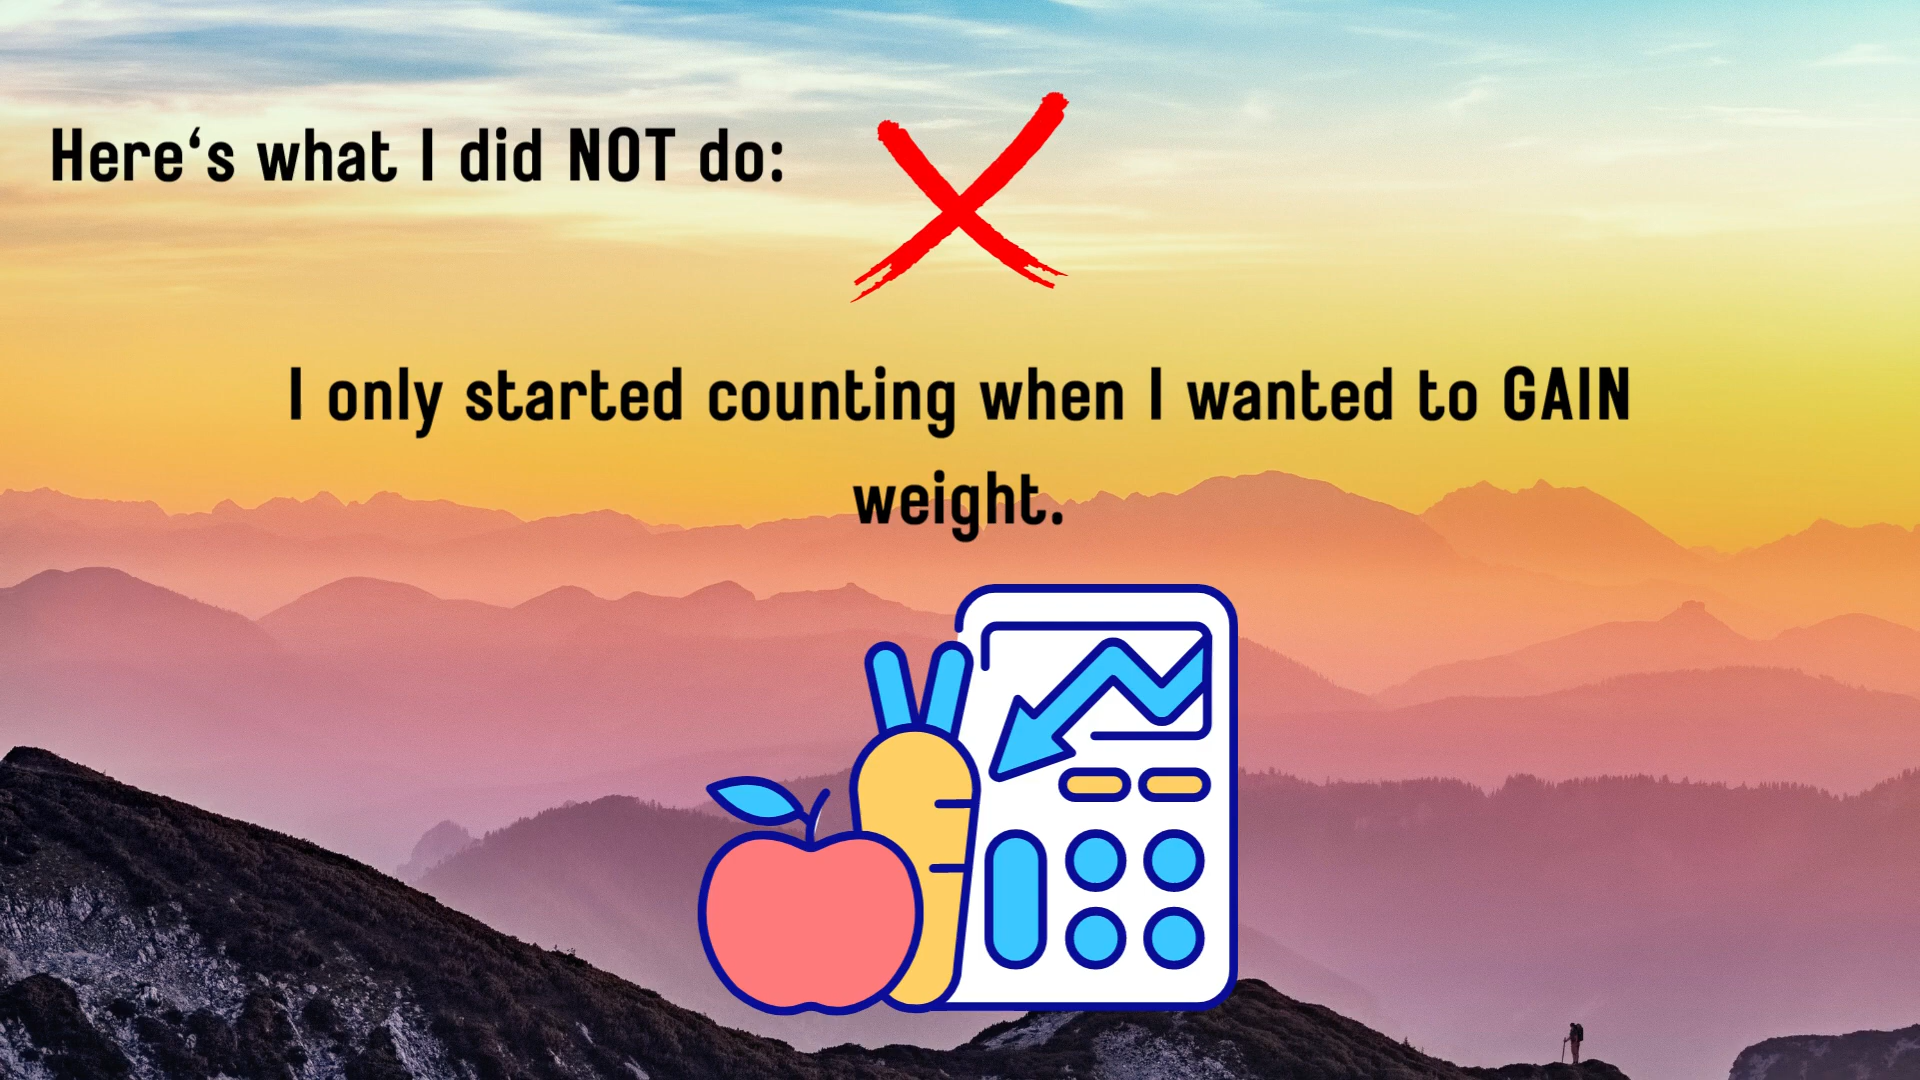 Here‘s what I did NOT do:
I only started counting when I wanted to GAIN
weight.